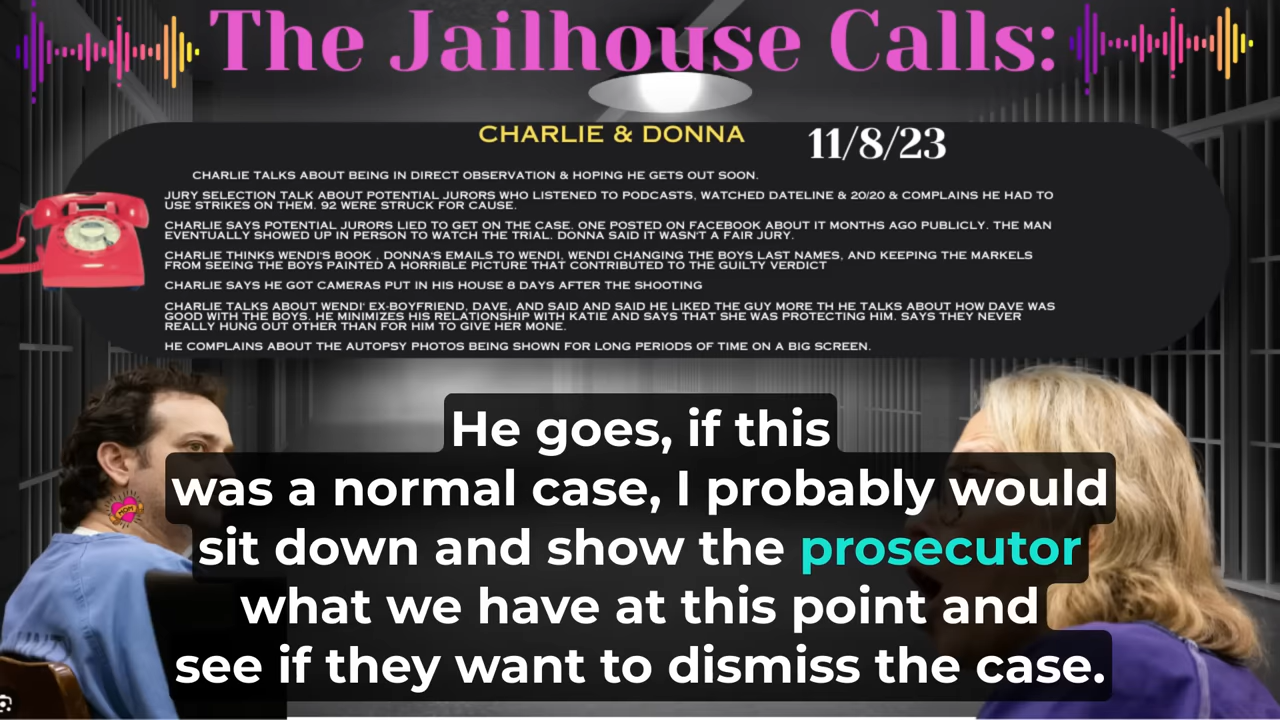 The Jailhouse Calls:
CHARLIE & DONNA
11/8/23
CHARLIE TALKS ABOUT BEING IN DIRECT OBSERVATION & HOPING HE GETS OUT SOON.
JURY SELECTION TALK ABOUT POTENTIAL JURORS WHO LISTENED TO PODCASTS, WATCHED DATELINE & 20/20 & COMPLAINS HE HAD TO
USE STRIKES ON THEM. 92 WERE STRUCK FOR CAUSE.
CHARLIE SAYS POTENTIAL JURORS LIED TO GET ON THE CASE. ONE POSTED ON FACEBOOK ABOUT IT MONTHS AGO PUBLICLY. THE MAN
EVENTUALLY SHOWED UP IN PERSON TO WATCH THE TRIAL. DONNA SAID IT WASN'T A FAIR JURY.
CHARLIE THINKS WENDI'S BOOK , DONNA'S EMAILS TO WENDI, WENDI CHANGING THE BOYS LAST NAMES, AND KEEPING THE MARKELS
FROM SEEING THE BOYS PAINTED A HORRIBLE PICTURE THAT CONTRIBUTED TO THE GUILTY VERDICT
CHARLIE SAYS HE GOT CAMERAS PUT IN HIS HOUSE 8 DAYS AFTER THE SHOOTING
CHARLIE TALKS ABOUT WENDI' EX-BOYFRIEND, DAVE, AND SAID AND SAID HE LIKED THE GUY MORE TH HE TALKS ABOUT HOW DAVE WAS
GOOD WITH THE BOYS. HE MINIMIZES HIS RELATIONSHIP WITH KATIE AND SAYS THAT SHE WAS PROTECTING HIM. SAYS THEY NEVER
REALLY HUNG OUT OTHER THAN FOR HIM TO GIVE HER MONE.
HE COMPLAINS ABOUT THE AUTOPSY PHOTOS BEING SHOWN FOR LONG PERIODS OF TIME ON A BIG SCREEN.
He goes, if this
was a normal case, I probably would
sit down and show the prosecutor
what we have at this point and
see if they want to dismiss the case.
MOM